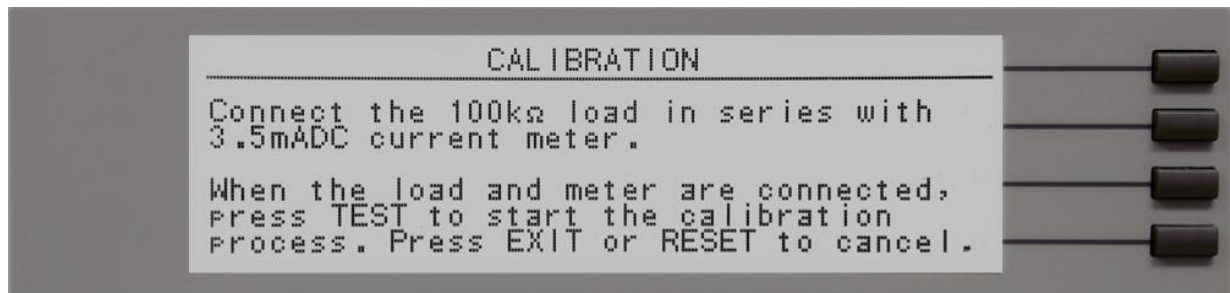 CALIBRATION
Connect the 100kΩ load in series with
3.5mADC current meter.
When the load and meter are connected,
press TEST to start the calibration
process. Press EXIT or RESET to cancel.